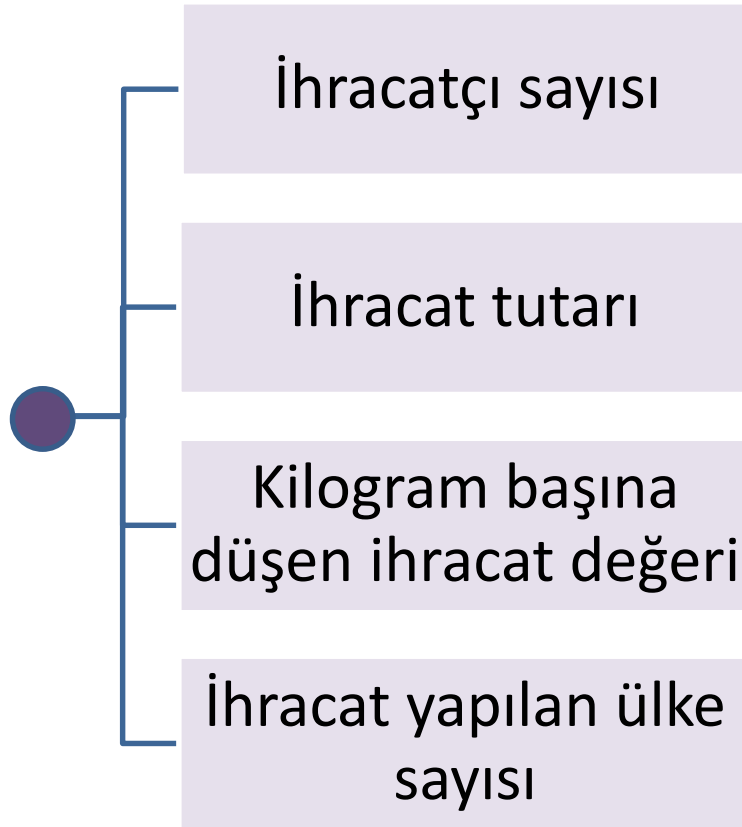 İhracatçı sayısı
İhracat tutarı
Kilogram başına
düşen ihracat değeri
İhracat yapılan ülke
sayısı